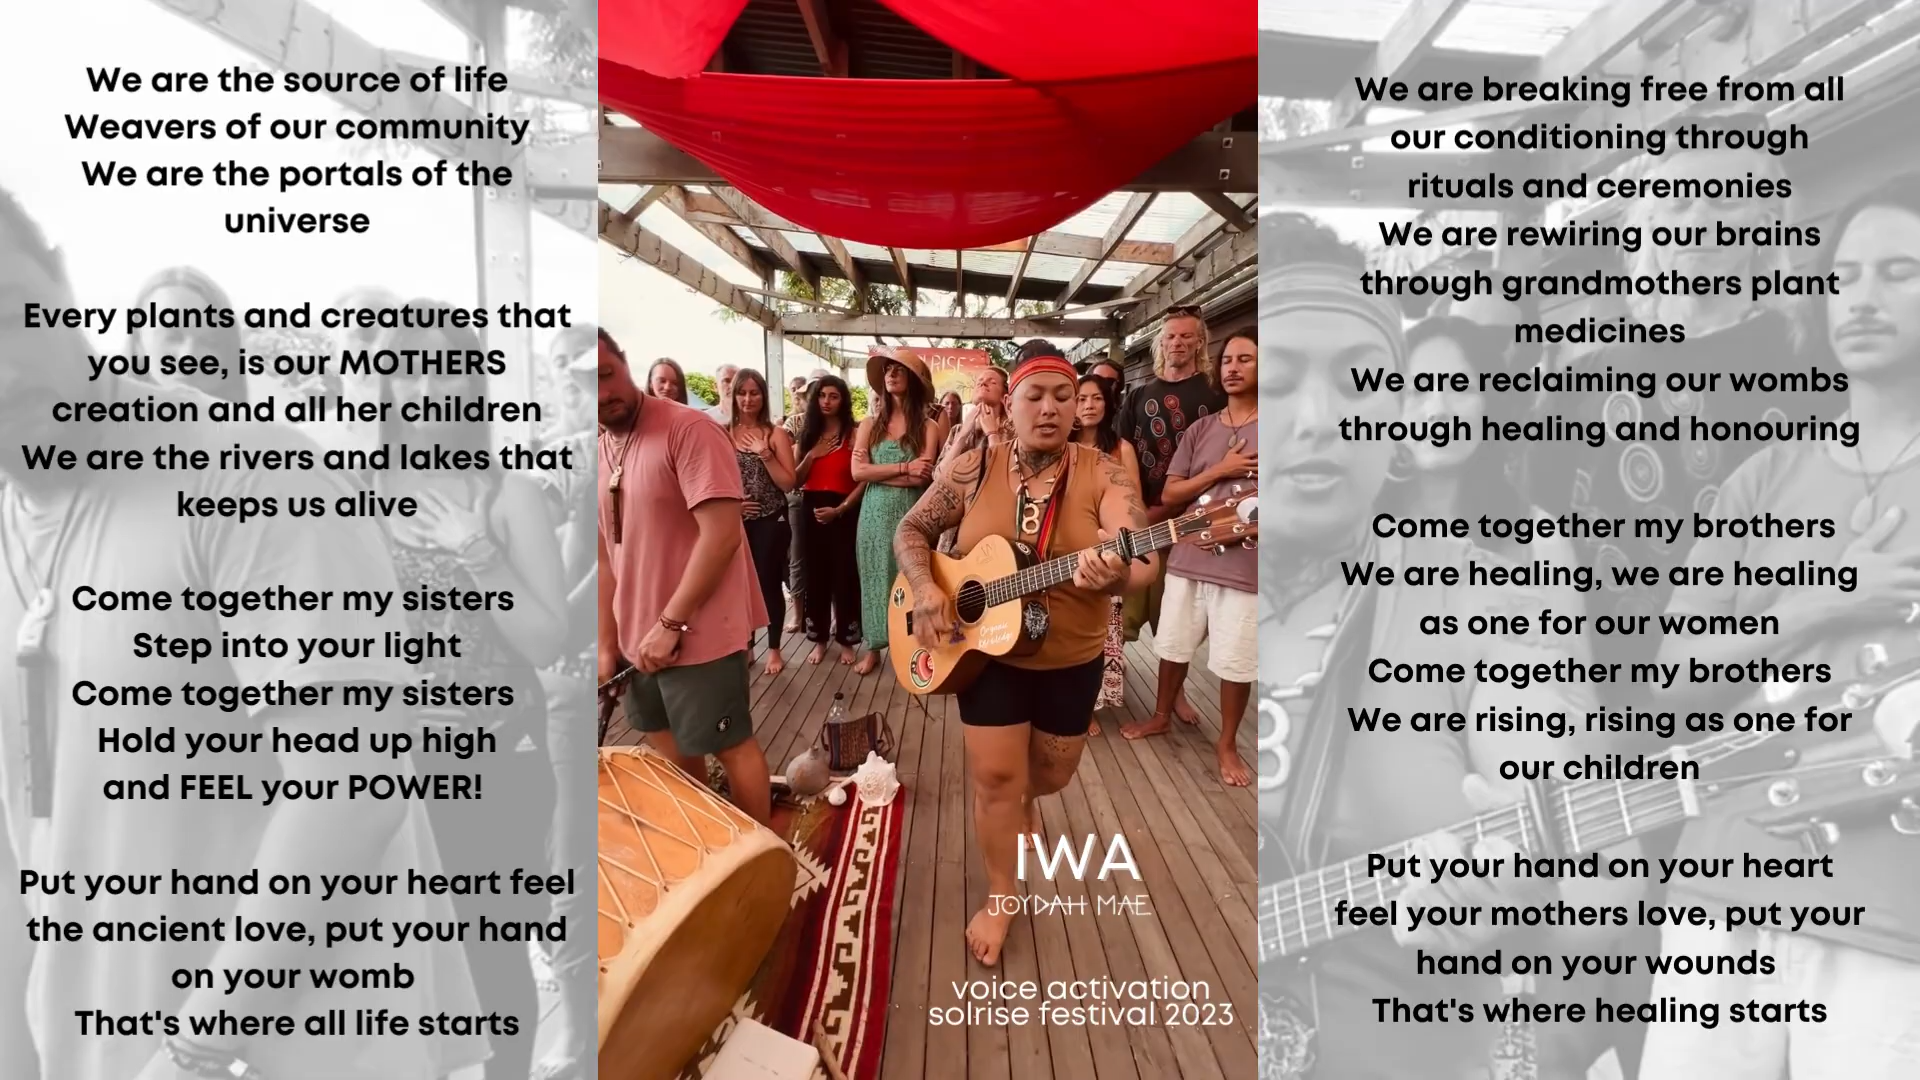 We are the source of life
Weavers of our community
We are the portals of the
universe
Every plants and creatures that
you see, is our MOTHERS
creation and all her children
We are the rivers and lakes that
keeps us alive
Come together my sisters
Step into your light
Come together my sisters
Hold your head up high
and FEEL your POWER!
Put your hand on your heart feel
the ancient love, put your hand
on your womb
That's where all life starts
RISE
IWA
JOYDAH MAE
voice activation
solrise festival 2023
We are breaking free from all
our conditioning through
rituals and ceremonies
We are rewiring our brains
through grandmothers plant
medicines
We are reclaiming our wombs
through healing and honouring
Come together my brothers
We are healing, we are healing
as one for our women
Come together my brothers
We are rising, rising as one for
our children
Put your hand on your heart
feel your mothers love, put your
hand on your wounds
That's where healing starts